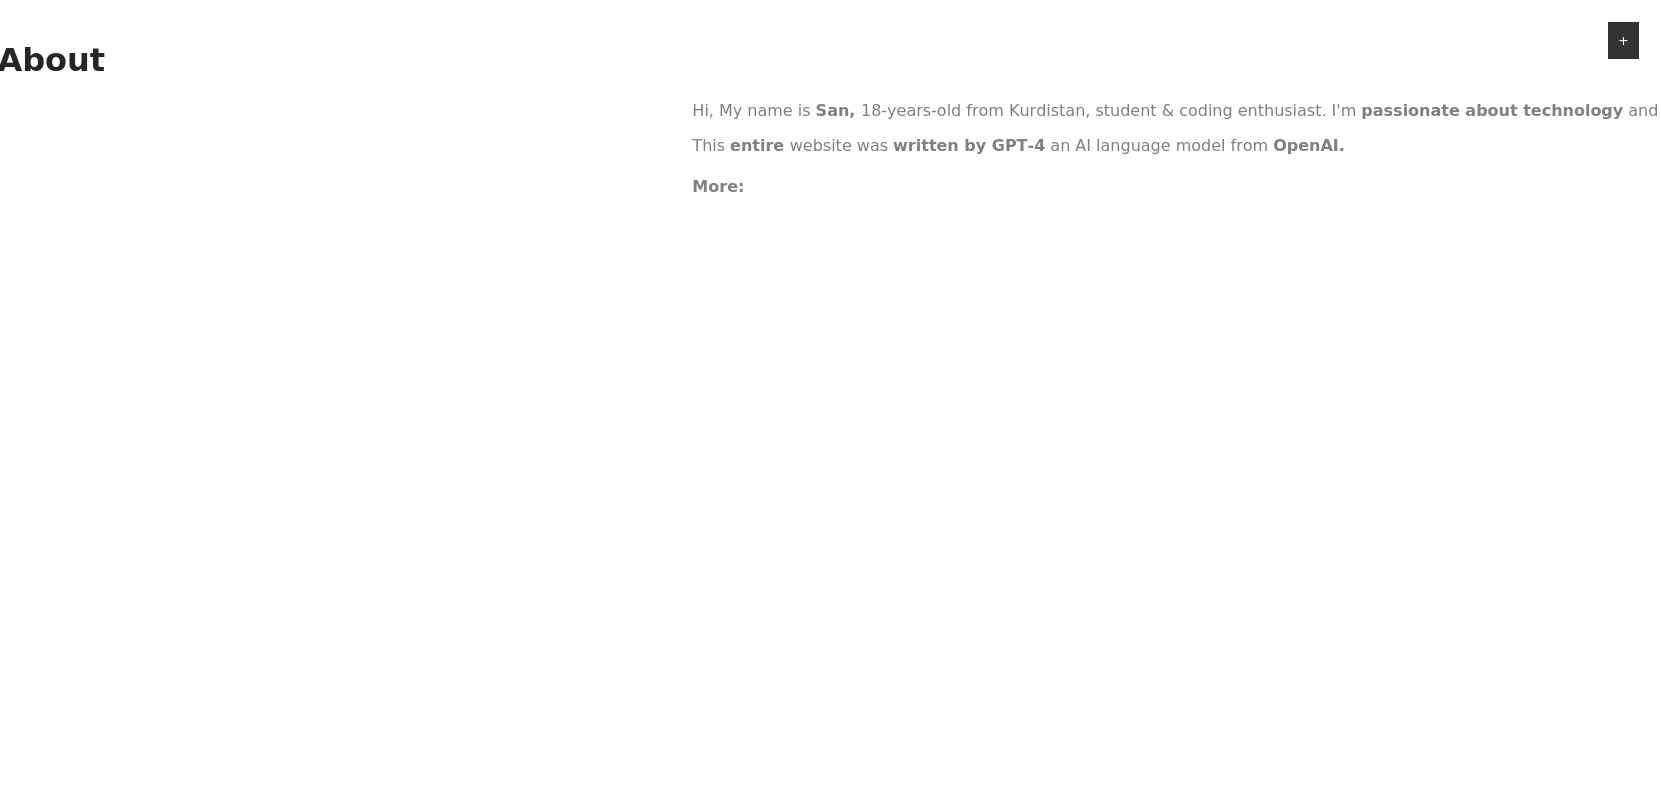 About
+
Hi, My name is San, 18-years-old from Kurdistan, student & coding enthusiast. I'm passionate about technology and
This entire website was written by GPT-4 an AI language model from OpenAI.
More: